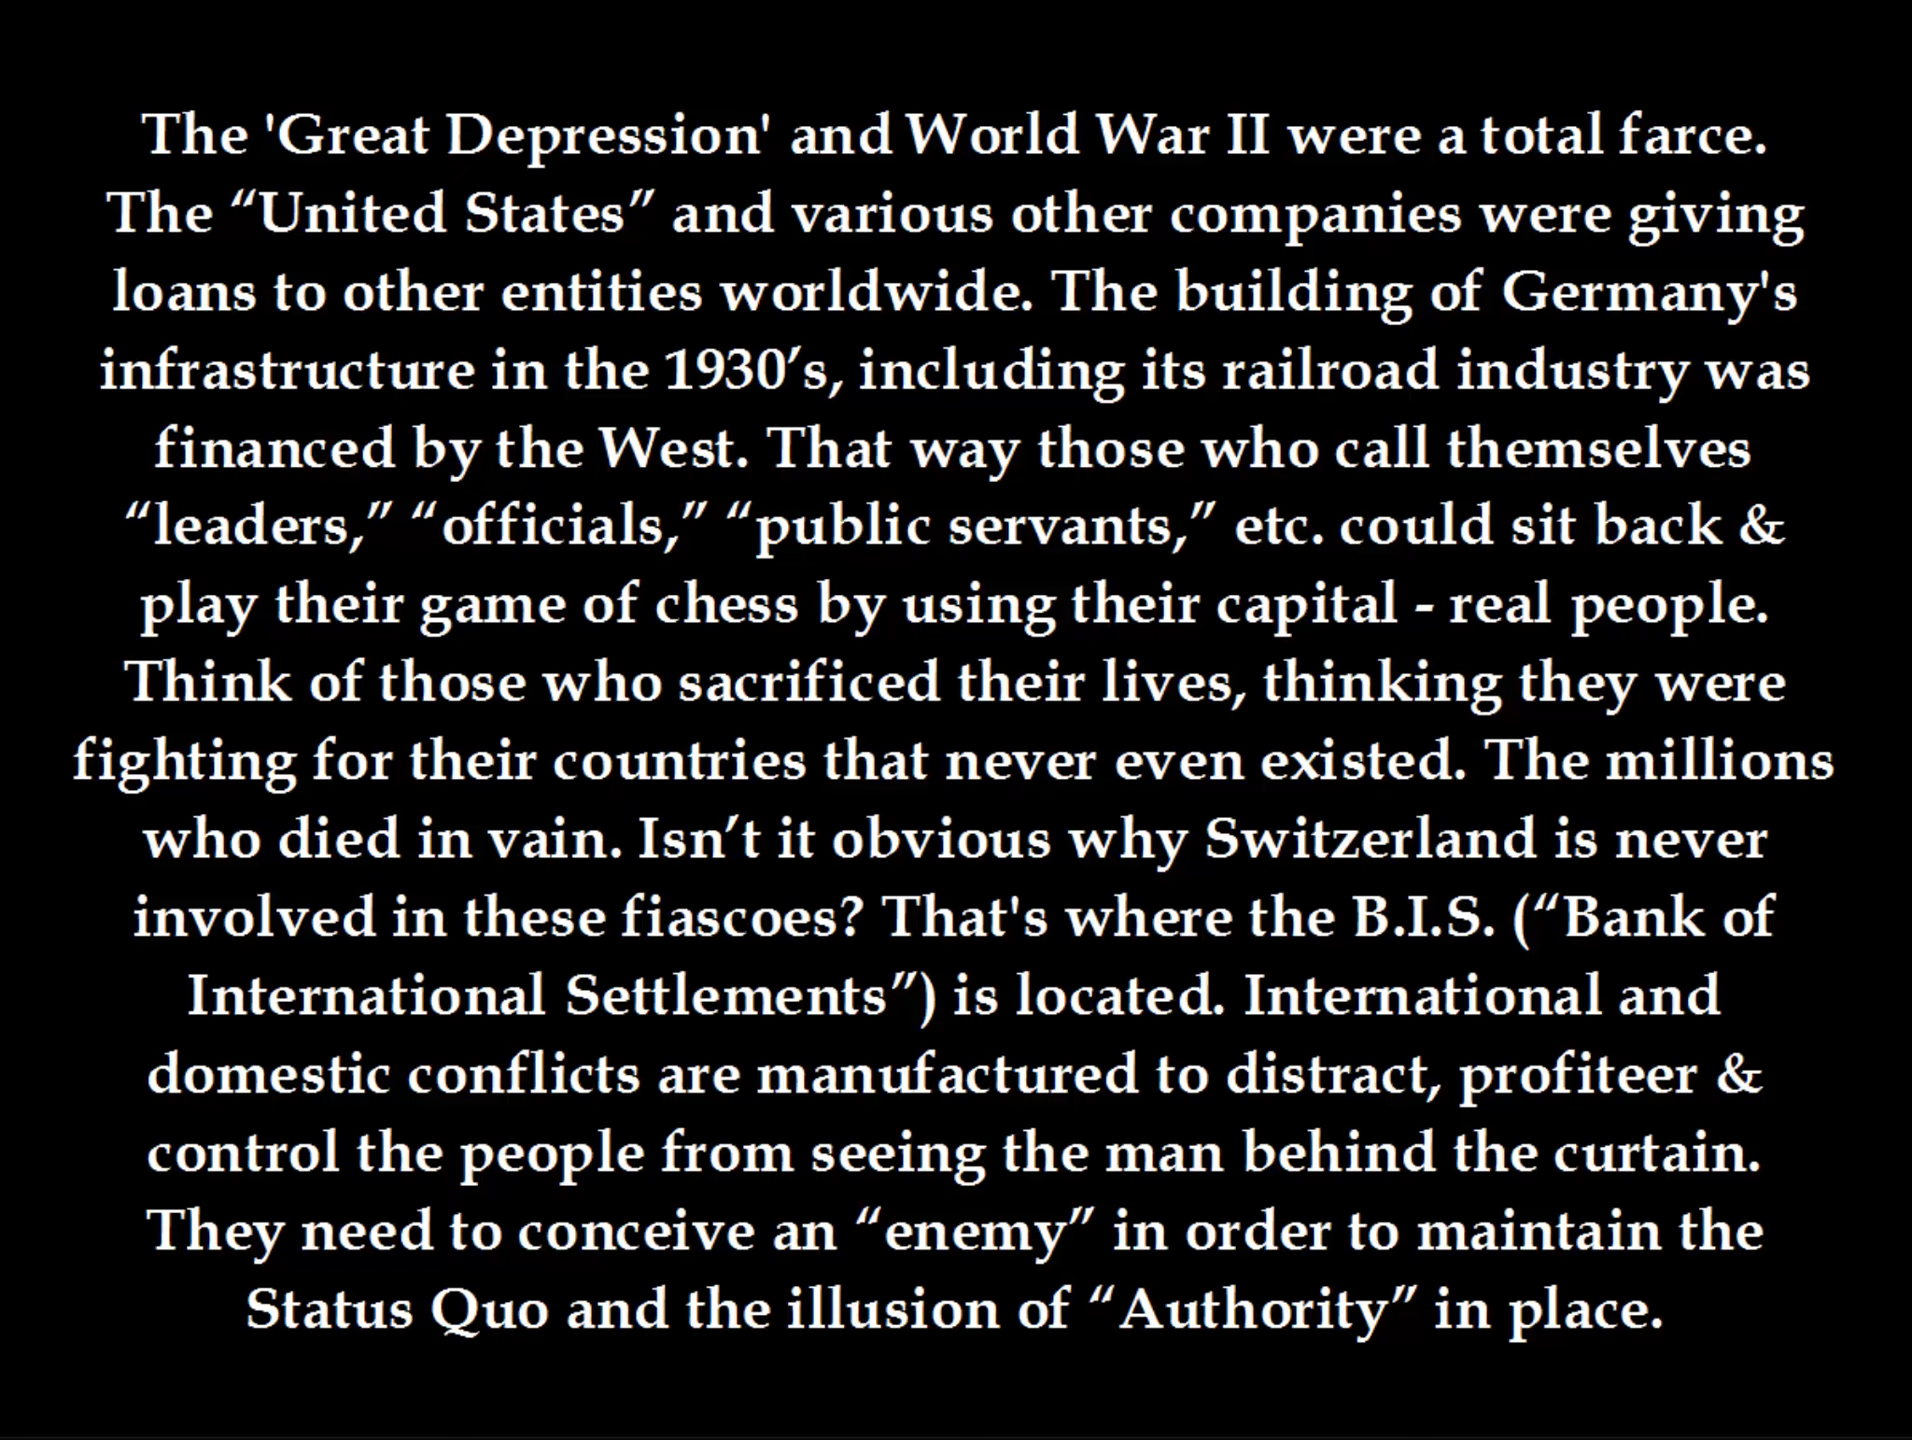 The 'Great Depression' and World War II were a total farce.
The “United States” and various other companies were giving
loans to other entities worldwide. The building of Germany's
infrastructure in the 1930’s, including its railroad industry was
financed by the West. That way those who call themselves
“leaders,” “officials,” “public servants,” etc. could sit back &
play their game of chess by using their capital - real people.
Think of those who sacrificed their lives, thinking they were
fighting for their countries that never even existed. The millions
who died in vain. Isn’t it obvious why Switzerland is never
involved in these fiascoes? That's where the B.I.S. (“Bank of
International Settlements”) is located. International and
domestic conflicts are manufactured to distract, profiteer &
control the people from seeing the man behind the curtain.
They need to conceive an “enemy” in order to maintain the
Status Quo and the illusion of “Authority” in place.